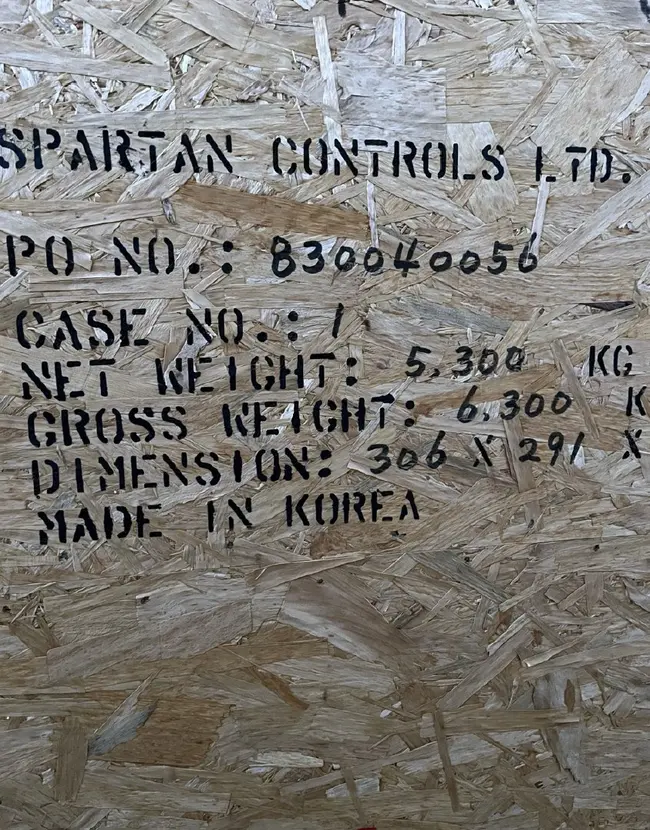 SPARTAN CONTROLS LTD.
PO NO.: 830040056
CASE NO.: 1
NET WEIGHT: 5.300 KG
GROSS WEIGHT: 6.300 K
DIMENSION: 306 X 291 X
MADE IN KOREA